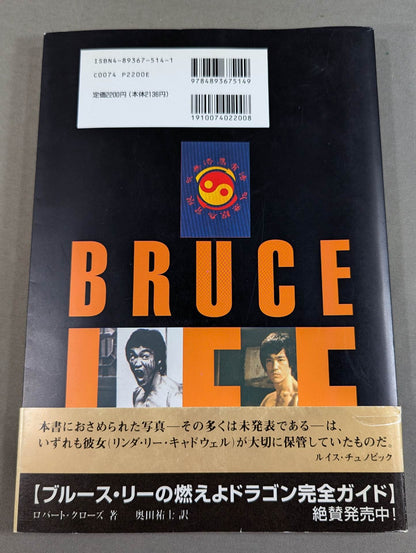 ISBN4-89367-514-1
C0074 P2200E
定価2200円（本体2136円）
9784893675149
1910074022008
BRUCE
LEE
本書におさめられた写真―その多くは未発表である―は、
いずれも彼女（リンダ・リー・キャドウェル）が大切に保管していたものだ。
ルイス・チュノビック
【ブルース・リーの燃えよドラゴン完全ガイド】
ロバート・クローズ 著　奥田祐士 訳
絶賛発売中！